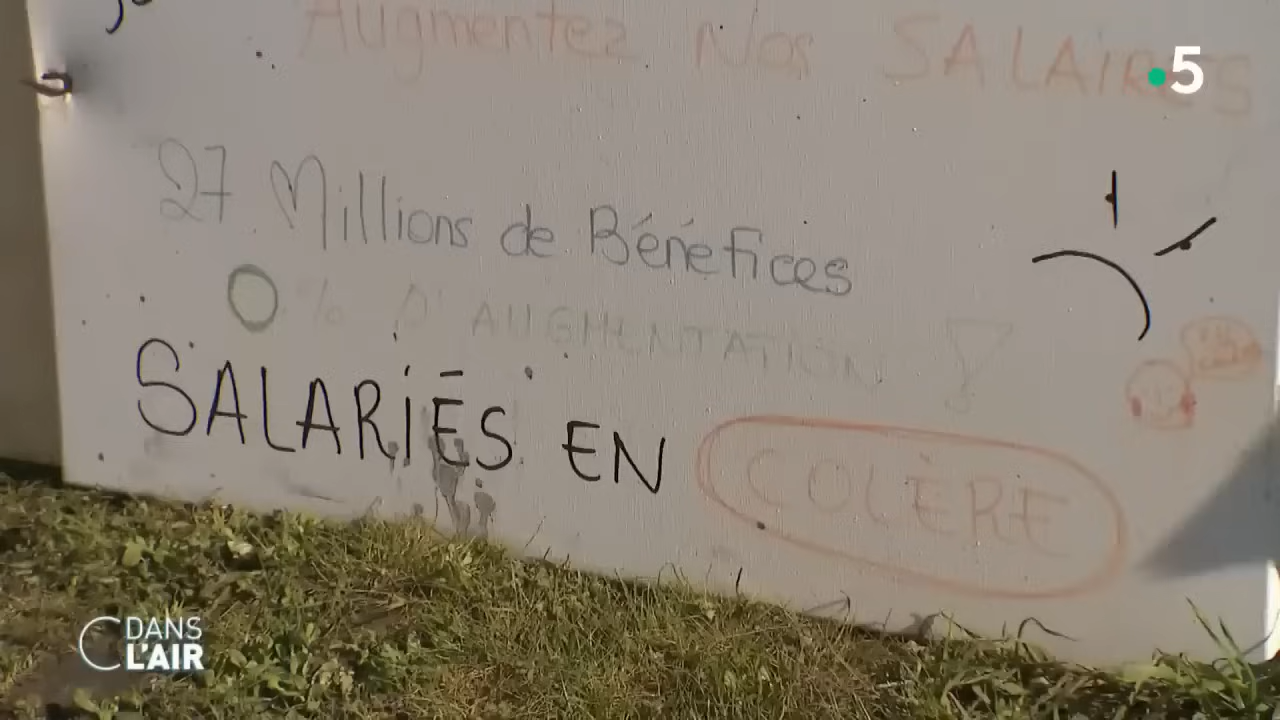 Augmentez Nos SALAIRES
5
27 Millions de Bénéfices
0% D'AUGMENTATION !
SALARIÉS EN COLÈRE
C DANS
L'AIR